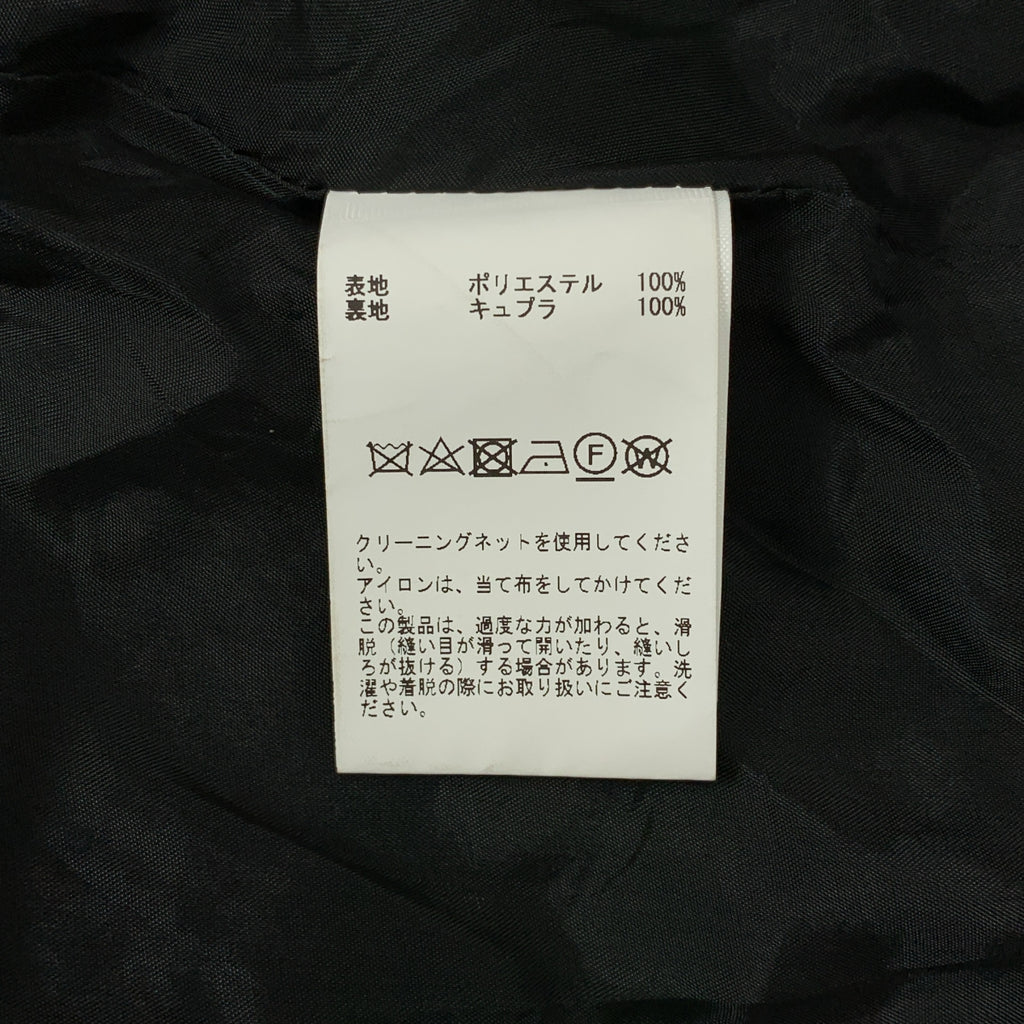 表地 ポリエステル 100%
裏地 キュプラ 100%
F W
クリーニングネットを使用してくださ
い。
アイロンは、当て布をしてかけてくだ
さい。
この製品は、過度な力が加わると、滑
脱（縫い目が滑って開いたり、縫いし
ろが抜ける）する場合があります。洗
濯や着脱の際にお取り扱いにご注意く
ださい。